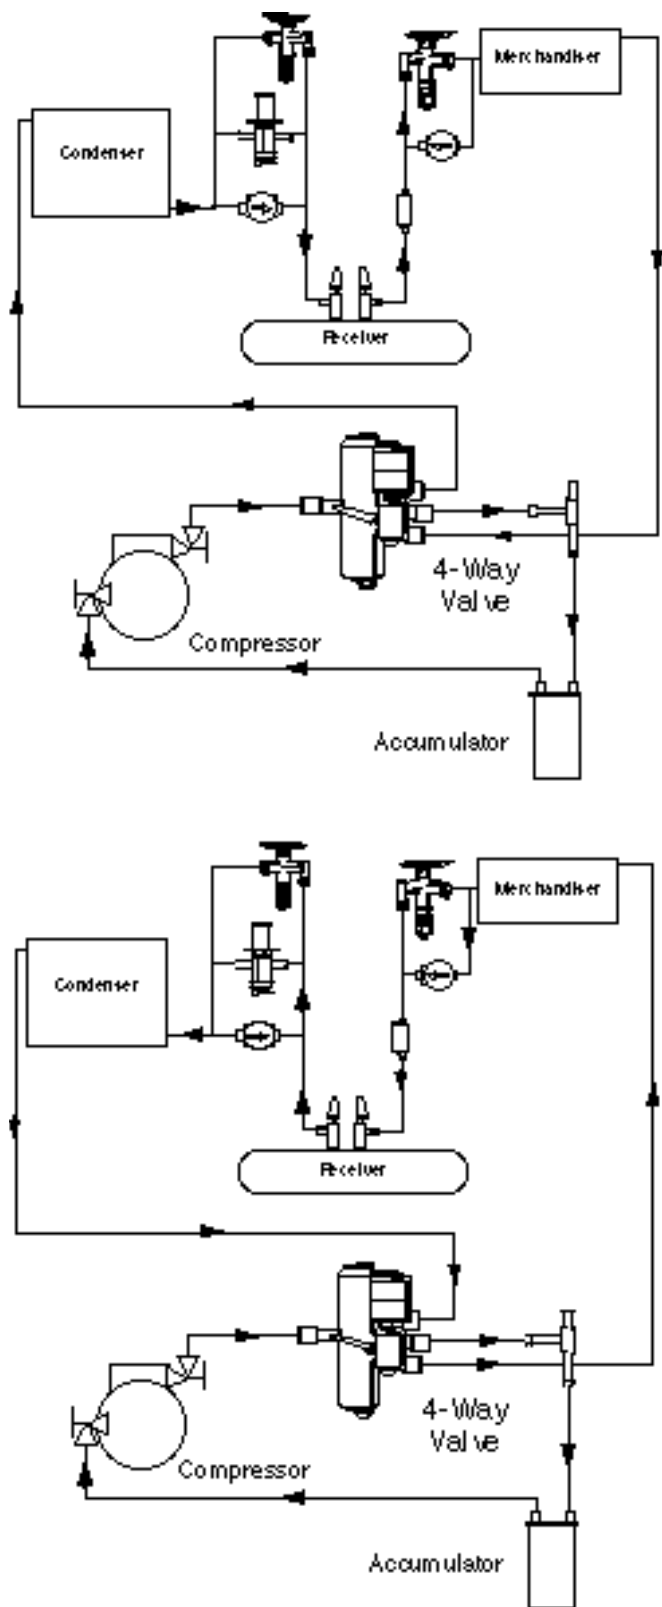 Merchandiser
Condenser
Receiver
4-Way
Valve
Compressor
Accumulator
Merchandiser
Condenser
Receiver
4-Way
Valve
Compressor
Accumulator